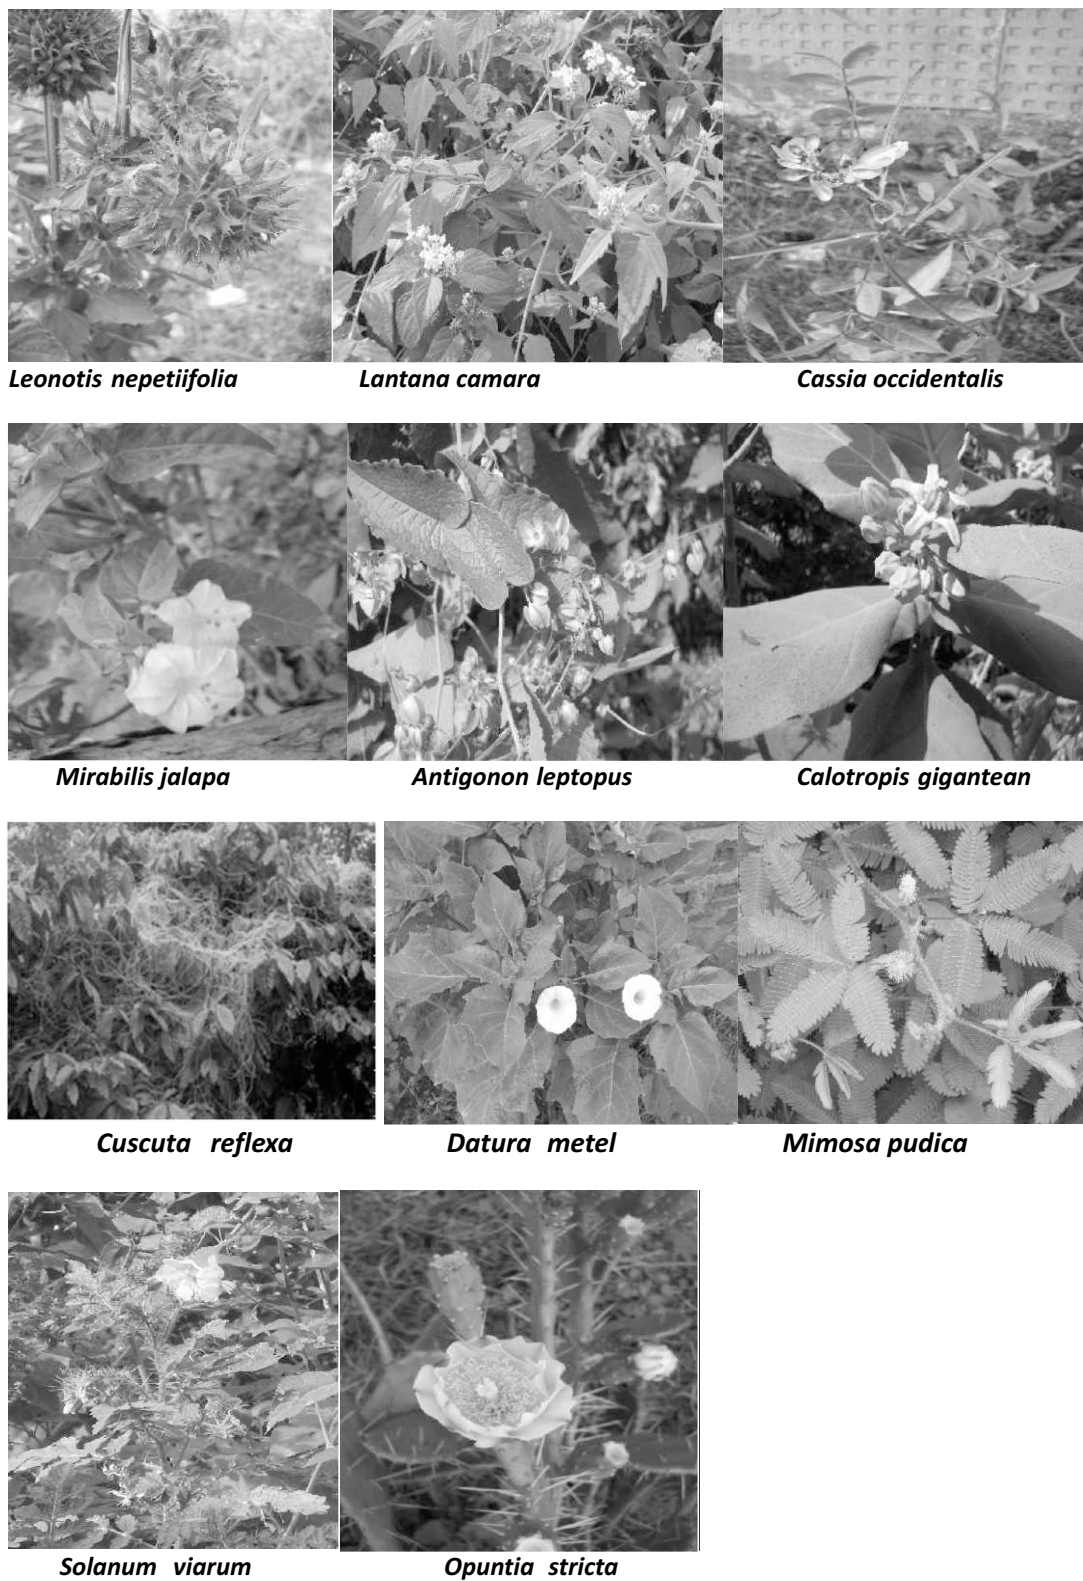 Leonotis nepetiifolia Lantana camara Cassia occidentalis
Mirabilis jalapa Antigonon leptopus Calotropis gigantean
Cuscuta reflexa Datura metel Mimosa pudica
Solanum viarum Opuntia stricta